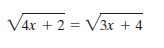 √4x + 2 = √3x + 4